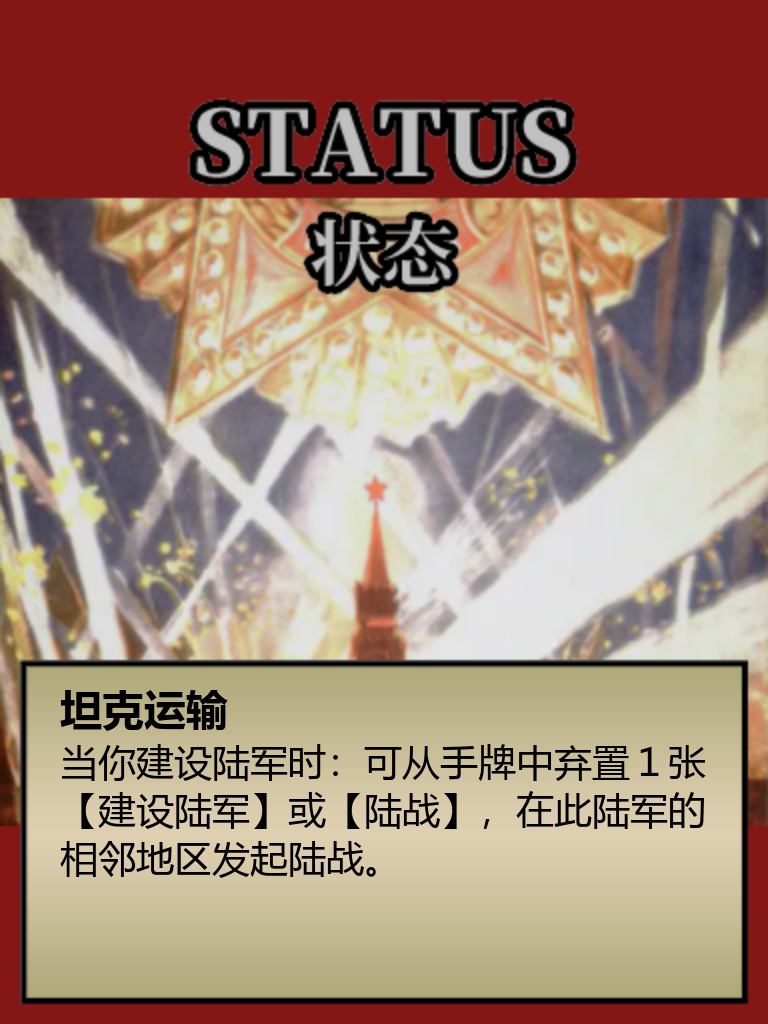 STATUS
状态
坦克运输
当你建设陆军时：可从手牌中弃置1张
【建设陆军】或【陆战】，在此陆军的
相邻地区发起陆战。